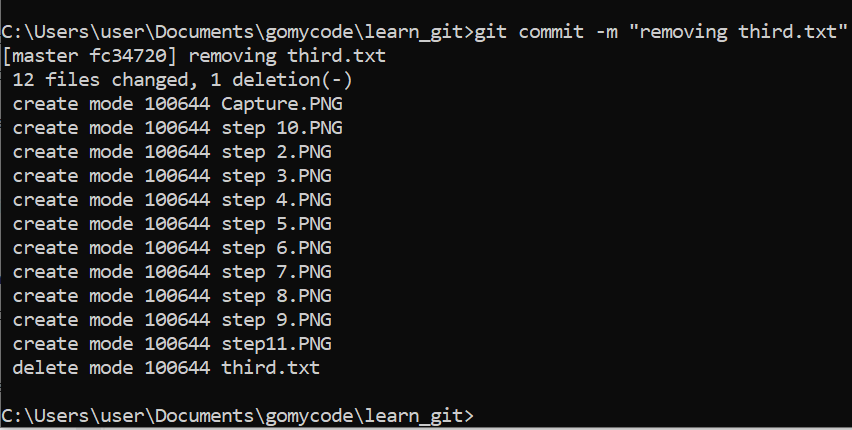 C:\Users\user\Documents\gomycode\learn_git>git commit -m "removing third.txt"
[master fc34720] removing third.txt
 12 files changed, 1 deletion(-)
 create mode 100644 Capture.PNG
 create mode 100644 step 10.PNG
 create mode 100644 step 2.PNG
 create mode 100644 step 3.PNG
 create mode 100644 step 4.PNG
 create mode 100644 step 5.PNG
 create mode 100644 step 6.PNG
 create mode 100644 step 7.PNG
 create mode 100644 step 8.PNG
 create mode 100644 step 9.PNG
 create mode 100644 step11.PNG
 delete mode 100644 third.txt
C:\Users\user\Documents\gomycode\learn_git>